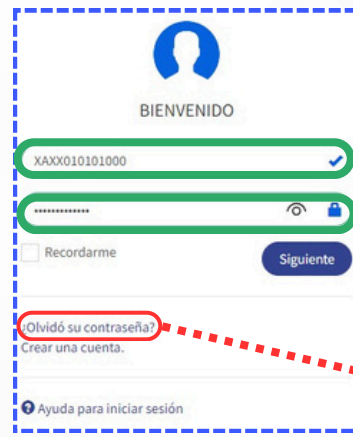 BIENVENIDO
XAXX010101000
•••••••••••••
Recordarme
Siguiente
¿Olvidó su contraseña?
Crear una cuenta.
Ayuda para iniciar sesión